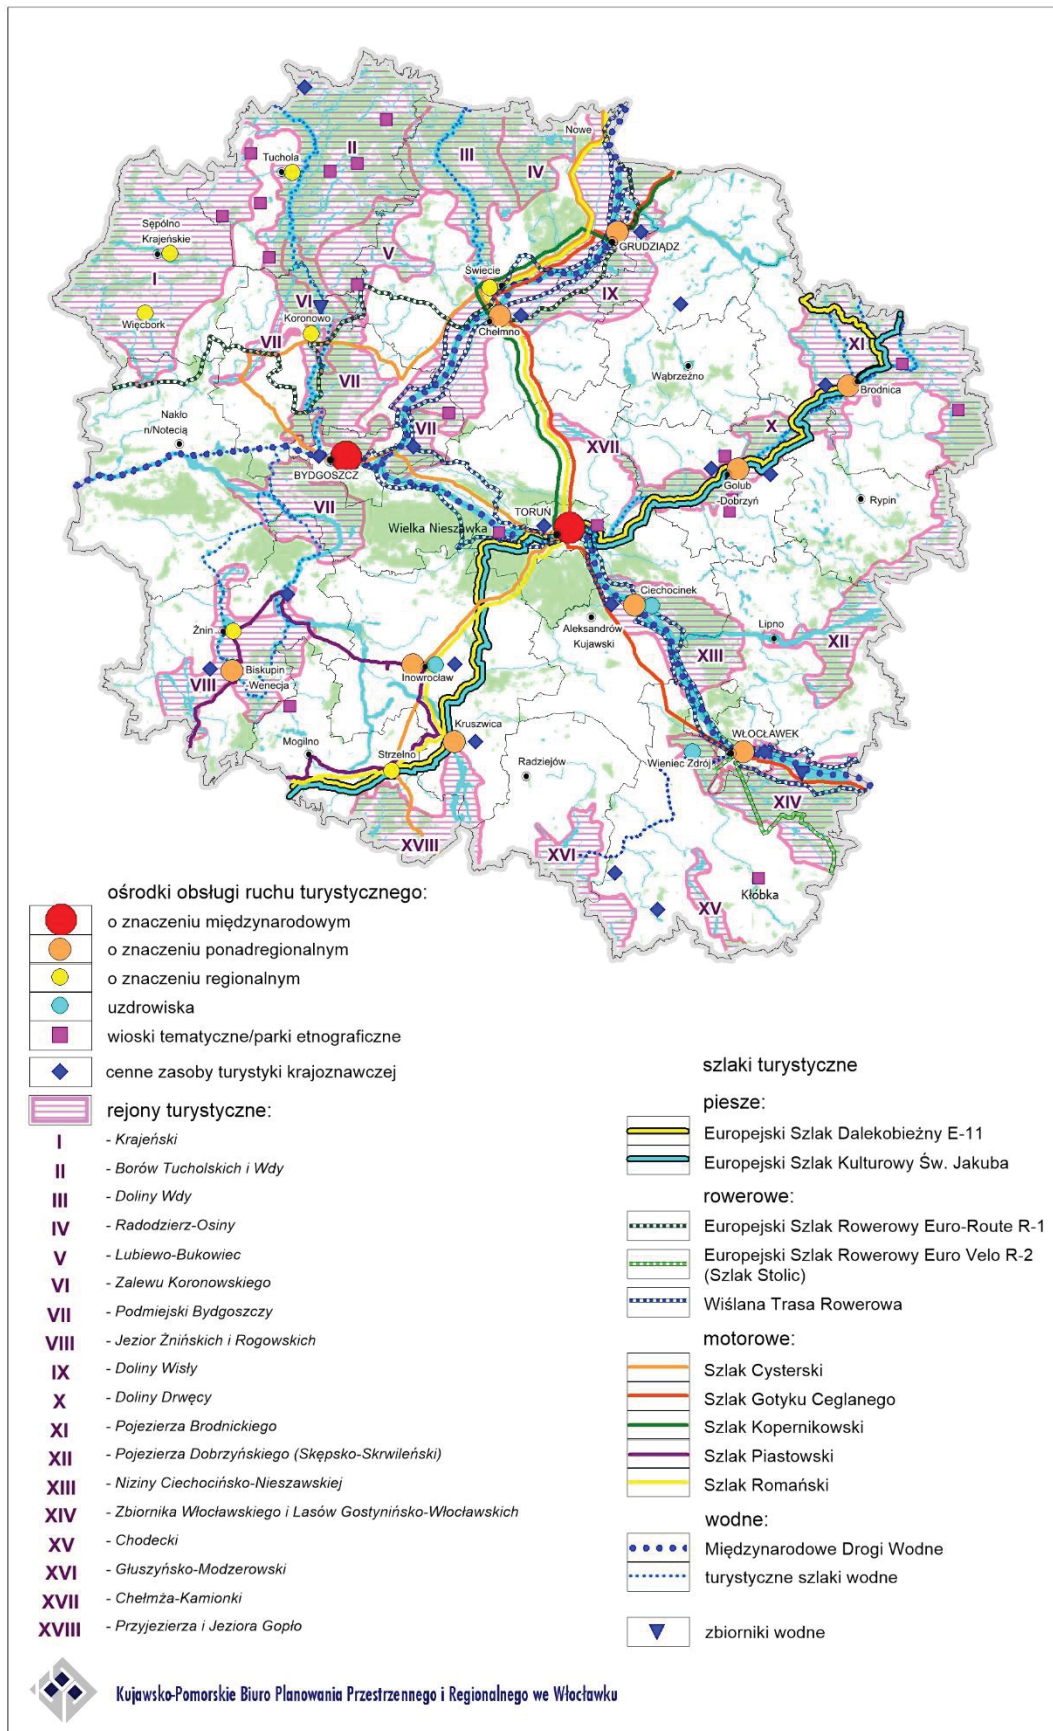 Nowe
II
III
IV
Tuchola
Sępólno
Krajeńskie
I
V
GRUDZIĄDZ
Świecie
IX
VI
Więcbork
Koronowo
Chełmno
VII
XI
Wąbrzeźno
Brodnica
VII
Nakło
n/Notecią
VII
X
XVII
BYDGOSZCZ
Golub
-Dobrzyń
Rypin
VII
TORUŃ
Wielka Nieszawka
Ciechocinek
Żnin
Aleksandrów
Kujawski
Lipno
XII
XIII
Biskupin
-Wenecja
VIII
Inowrocław
Kruszwica
Mogilno
Strzelno
WŁOCŁAWEK
Wieniec Zdrój
Radziejów
XIV
XVIII
XVI
Kłóbka
XV
ośrodki obsługi ruchu turystycznego:
o znaczeniu międzynarodowym
o znaczeniu ponadregionalnym
o znaczeniu regionalnym
uzdrowiska
wioski tematyczne/parki etnograficzne
cenne zasoby turystyki krajoznawczej
rejony turystyczne:
I - Krajeński
II - Borów Tucholskich i Wdy
III - Doliny Wdy
IV - Radodzierz-Osiny
V - Lubiewo-Bukowiec
VI - Zalewu Koronowskiego
VII - Podmiejski Bydgoszczy
VIII - Jezior Żnińskich i Rogowskich
IX - Doliny Wisły
X - Doliny Drwęcy
XI - Pojezierza Brodnickiego
XII - Pojezierza Dobrzyńskiego (Skępsko-Skrwileński)
XIII - Niziny Ciechocińsko-Nieszawskiej
XIV - Zbiornika Włocławskiego i Lasów Gostynińsko-Włocławskich
XV - Chodecki
XVI - Głuszyńsko-Modzerowski
XVII - Chełmża-Kamionki
XVIII - Przyjezierza i Jeziora Gopło
szlaki turystyczne
piesze:
Europejski Szlak Dalekobieżny E-11
Europejski Szlak Kulturowy Św. Jakuba
rowerowe:
Europejski Szlak Rowerowy Euro-Route R-1
Europejski Szlak Rowerowy Euro Velo R-2
(Szlak Stolic)
Wiślana Trasa Rowerowa
motorowe:
Szlak Cysterski
Szlak Gotyku Ceglanego
Szlak Kopernikowski
Szlak Piastowski
Szlak Romański
wodne:
Międzynarodowe Drogi Wodne
turystyczne szlaki wodne
zbiorniki wodne
Kujawsko-Pomorskie Biuro Planowania Przestrzennego i Regionalnego we Włocławku